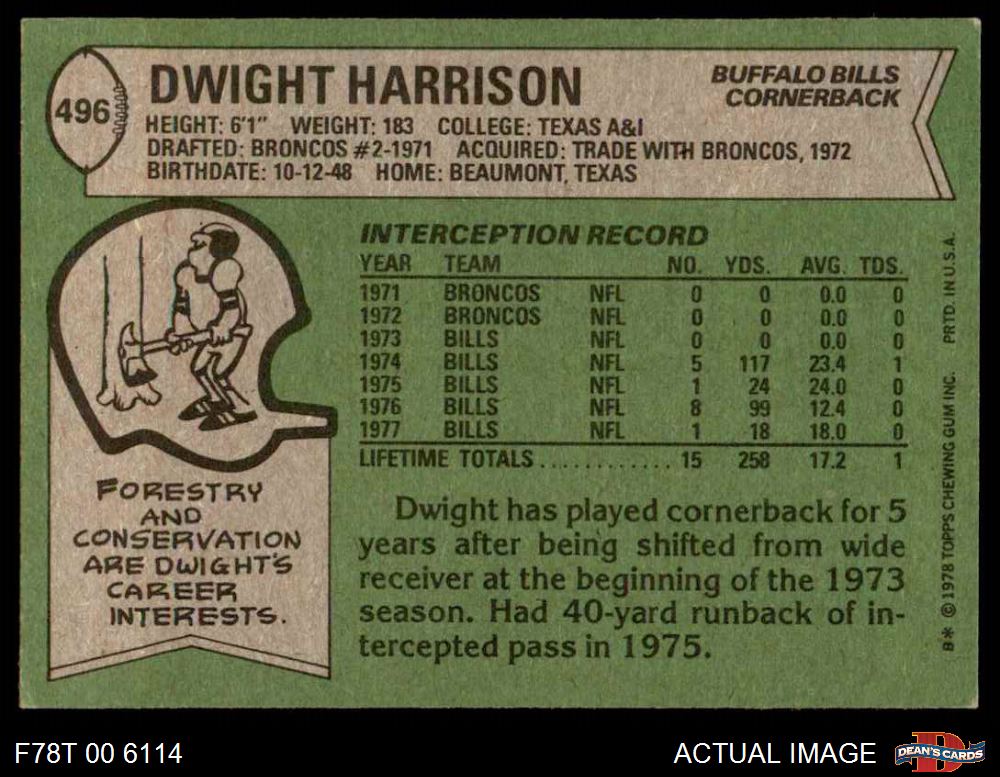 496
DWIGHT HARRISON
BUFFALO BILLS
CORNERBACK
HEIGHT: 6'1" WEIGHT: 183 COLLEGE: TEXAS A&I
DRAFTED: BRONCOS #2-1971 ACQUIRED: TRADE WITH BRONCOS, 1972
BIRTHDATE: 10-12-48 HOME: BEAUMONT, TEXAS
INTERCEPTION RECORD
YEAR TEAM NO. YDS. AVG. TDS.
1971 BRONCOS NFL 0 0 0.0 0
1972 BRONCOS NFL 0 0 0.0 0
1973 BILLS NFL 0 0 0.0 0
1974 BILLS NFL 5 117 23.4 1
1975 BILLS NFL 1 24 24.0 0
1976 BILLS NFL 8 99 12.4 0
1977 BILLS NFL 1 18 18.0 0
LIFETIME TOTALS............ 15 258 17.2 1
FORESTRY
AND
CONSERVATION
ARE DWIGHT'S
CAREER
INTERESTS.
Dwight has played cornerback for 5
years after being shifted from wide
receiver at the beginning of the 1973
season. Had 40-yard runback of in-
tercepted pass in 1975.
B* © 1978 TOPPS CHEWING GUM INC. PRTD. IN U.S.A.
F78T 00 6114
ACTUAL IMAGE
D
DEAN'S CARDS